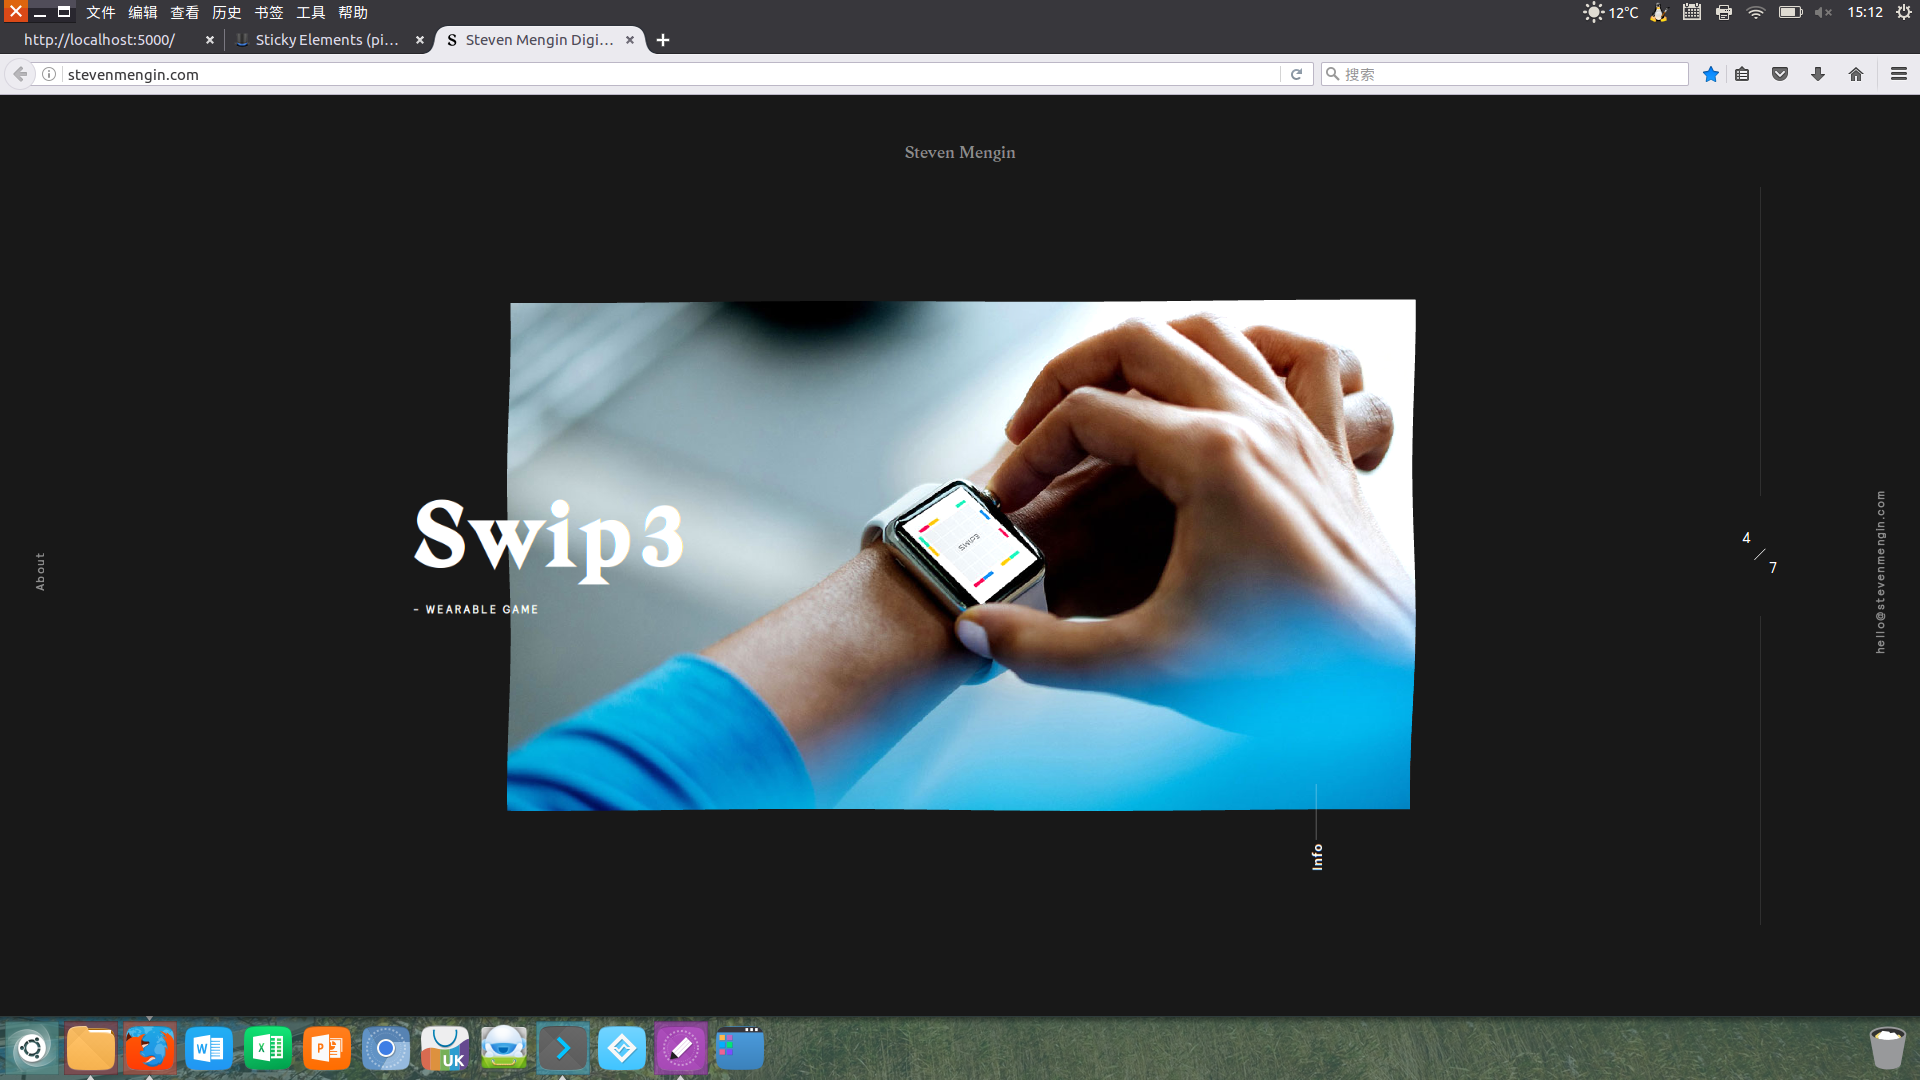 文件 编辑 查看 历史 书签 工具 帮助
12°C
15:12
http://localhost:5000/
Sticky Elements (pi...
S Steven Mengin Digi...
stevenmengin.com
搜索
Steven Mengin
About
Swip3
- WEARABLE GAME
Swip3
4
7
hello@stevenmengin.com
Info
W
X
P
UK